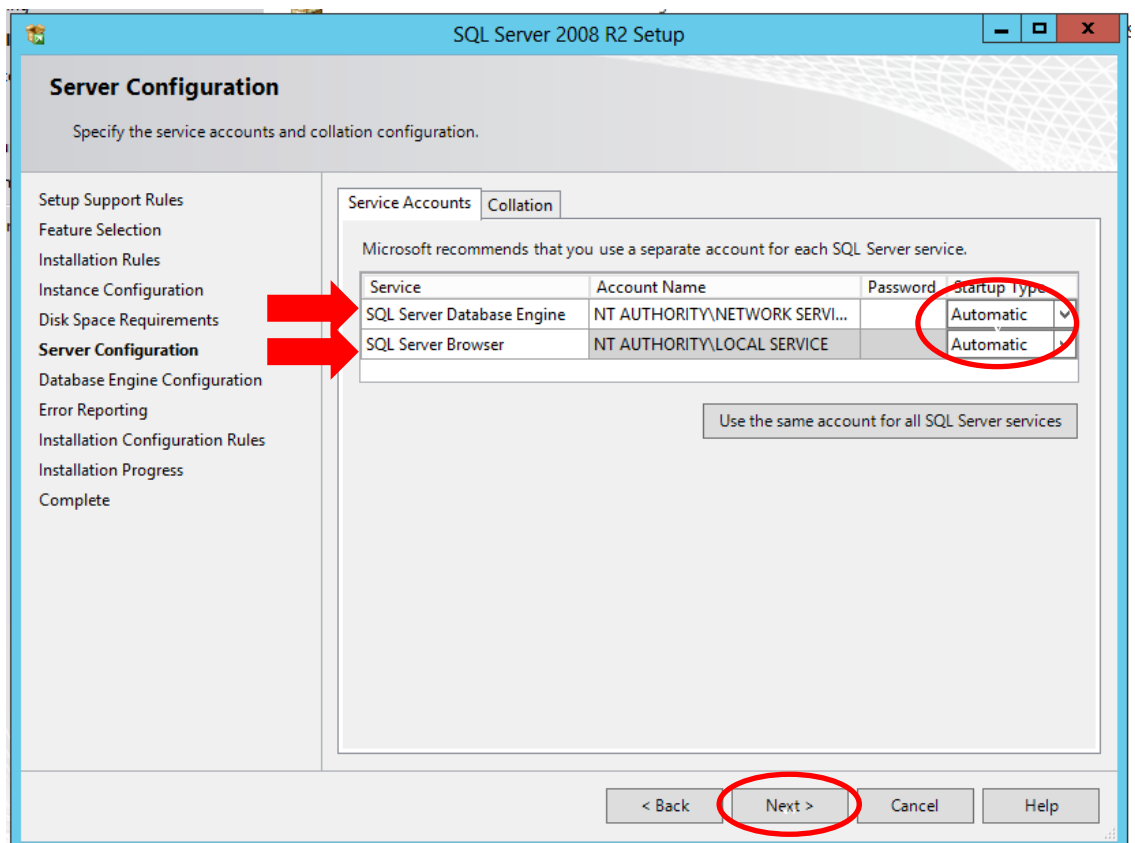 SQL Server 2008 R2 Setup
Server Configuration
Specify the service accounts and collation configuration.
Setup Support Rules
Feature Selection
Installation Rules
Instance Configuration
Disk Space Requirements
Server Configuration
Database Engine Configuration
Error Reporting
Installation Configuration Rules
Installation Progress
Complete
Service Accounts Collation
Microsoft recommends that you use a separate account for each SQL Server service.
Service Account Name Password Startup Type
SQL Server Database Engine NT AUTHORITY\NETWORK SERVI... Automatic
SQL Server Browser NT AUTHORITY\LOCAL SERVICE Automatic
Use the same account for all SQL Server services
< Back Next > Cancel Help